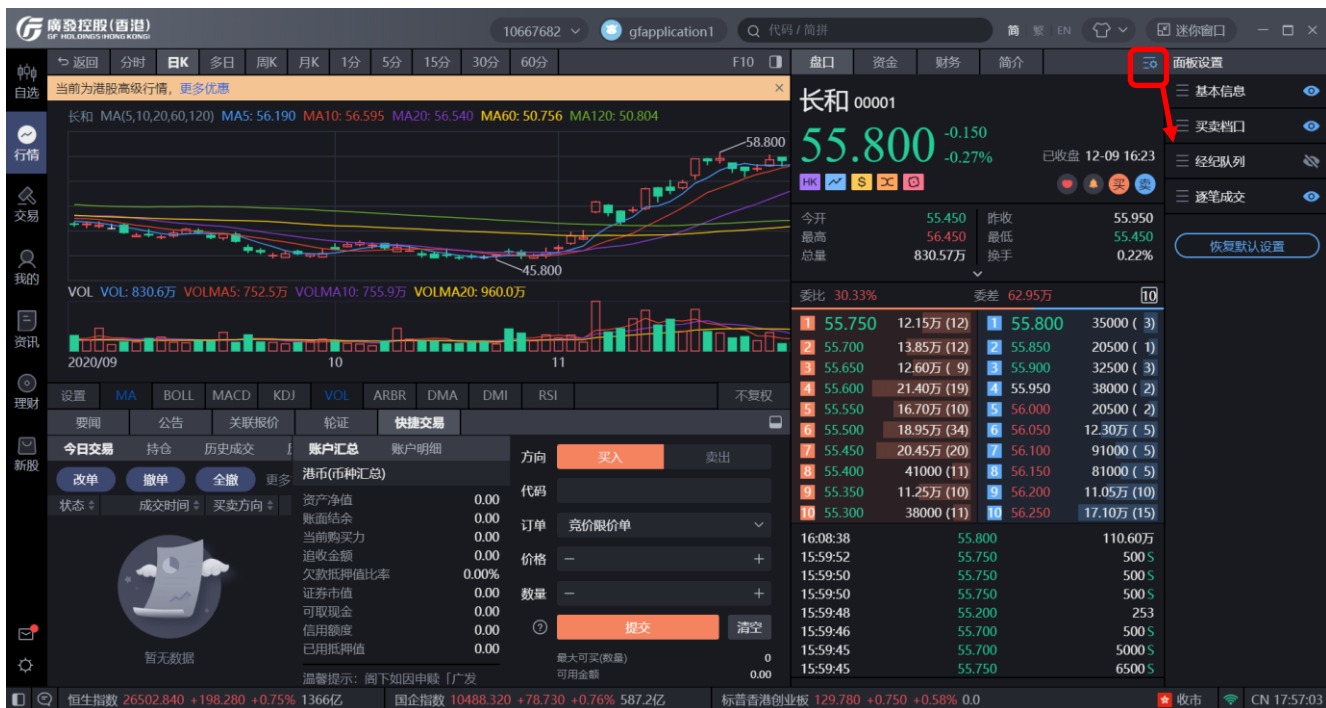 廣發控股(香港) 10667682 gfapplication1 代码 / 简拼 简 繁 EN 迷你窗口
GF HOLDINGS (HONG KONG)
返回 分时 日K 多日 周K 月K 1分 5分 15分 30分 60分 F10 盘口 资金 财务 简介 面板设置
自选
行情
交易
我的
资讯
理财
新股
当前为港股高级行情，更多优惠 ×
长和 MA(5,10,20,60,120) MA5: 56.190 MA10: 56.595 MA20: 56.540 MA60: 50.756 MA120: 50.804
58.800
45.800
VOL VOL: 830.6万 VOLMA5: 752.5万 VOLMA10: 755.9万 VOLMA20: 960.0万
2020/09 10 11
设置 MA BOLL MACD KDJ VOL ARBR DMA DMI RSI 不复权
要闻 公告 关联报价 轮证 快捷交易
今日交易 持仓 历史成交
改单 撤单 全撤 更多
状态 成交时间 买卖方向
暂无数据
账户汇总 账户明细
港币(币种汇总)
资产净值 0.00
账面结余 0.00
当前购买力 0.00
追收金额 0.00
欠款抵押值比率 0.00%
证券市值 0.00
可取现金 0.00
信用额度 0.00
已用抵押值 0.00
温馨提示：阁下如因申赎「广发
方向 买入 卖出
代码
订单 竞价限价单
价格 − +
数量 − +
提交 清空
最大可买(数量) 0
可用金额 0.00
长和 00001
55.800 -0.150
-0.27% 已收盘 12-09 16:23
HK $ 买 卖
今开 55.450 昨收 55.950
最高 56.450 最低 55.450
总量 830.57万 换手 0.22%
委比 30.33% 委差 62.95万 10
1 55.750 12.15万 (12) 1 55.800 35000 ( 3)
2 55.700 13.85万 (12) 2 55.850 20500 ( 1)
3 55.650 12.60万 ( 9) 3 55.900 32500 ( 3)
4 55.600 21.40万 (19) 4 55.950 38000 ( 2)
5 55.550 16.70万 (10) 5 56.000 20500 ( 2)
6 55.500 18.95万 (34) 6 56.050 12.30万 ( 5)
7 55.450 20.45万 (20) 7 56.100 91000 ( 5)
8 55.400 41000 (11) 8 56.150 81000 ( 5)
9 55.350 11.25万 (10) 9 56.200 11.05万 (10)
10 55.300 38000 (11) 10 56.250 17.10万 (15)
16:08:38 55.800 110.60万
15:59:52 55.750 500 S
15:59:50 55.750 500 S
15:59:50 55.750 500 S
15:59:48 55.200 253
15:59:46 55.700 500 S
15:59:45 55.700 5000 S
15:59:45 55.750 6500 S
基本信息
买卖档口
经纪队列
逐笔成交
恢复默认设置
恒生指数 26502.840 +198.280 +0.75% 1366亿 国企指数 10488.320 +78.730 +0.76% 587.2亿 标普香港创业板 129.780 +0.750 +0.58% 0.0 收市 CN 17:57:03